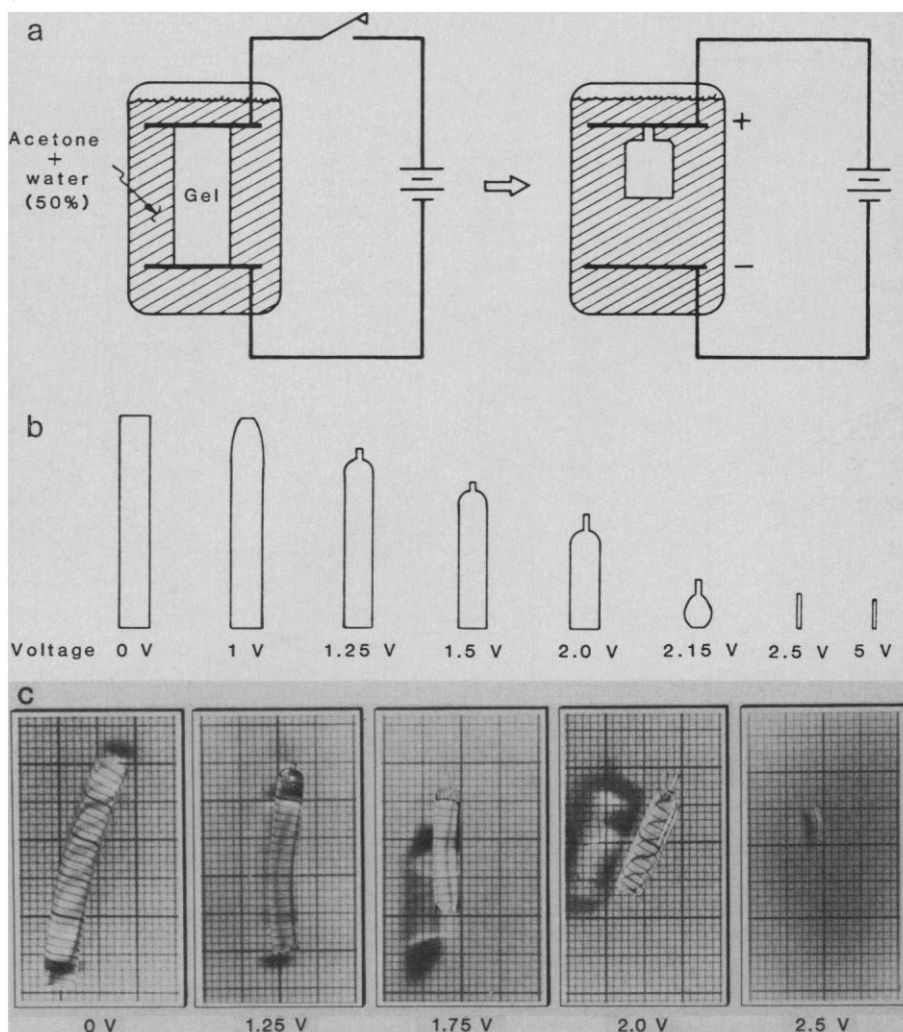 a
Acetone
+
water
(50%)
Gel
+
−
b
Voltage 0 V 1 V 1.25 V 1.5 V 2.0 V 2.15 V 2.5 V 5 V
c
0 V 1.25 V 1.75 V 2.0 V 2.5 V